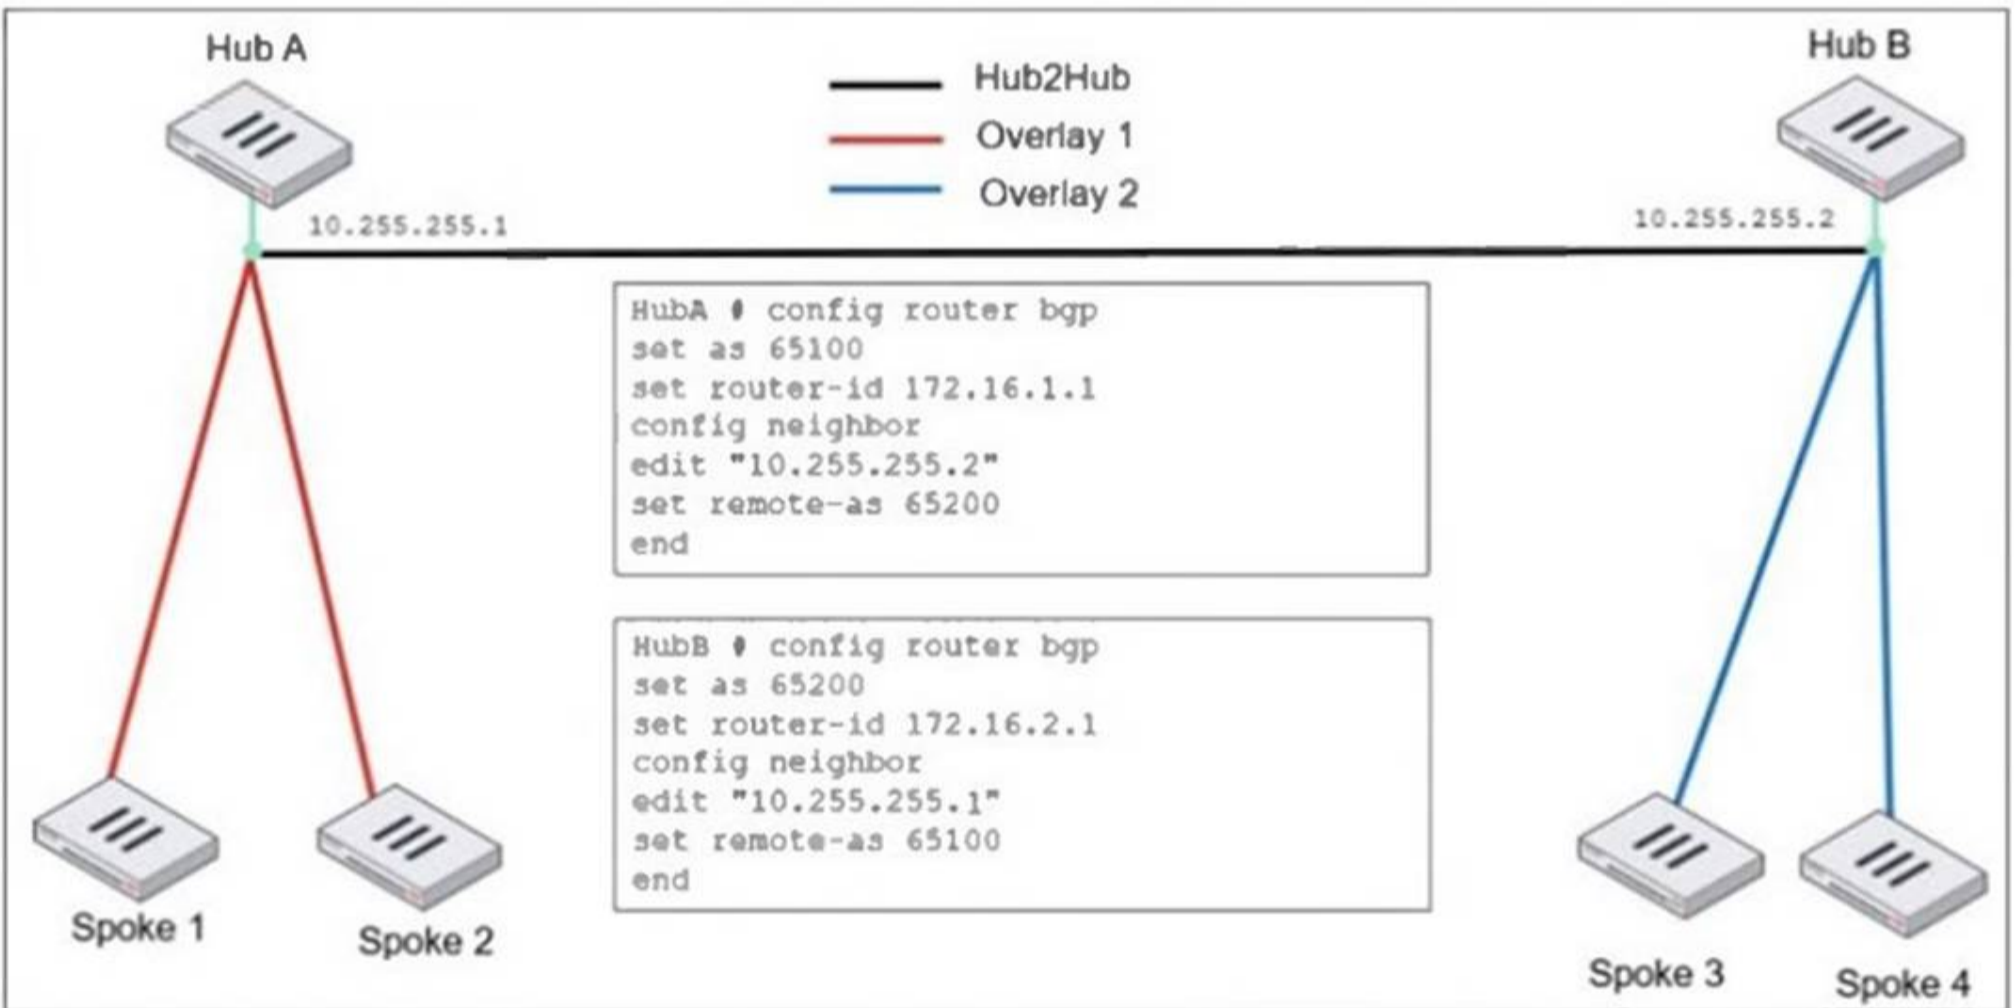 Hub A
Hub B
Hub2Hub
Overlay 1
Overlay 2
10.255.255.1
10.255.255.2
HubA # config router bgp
set as 65100
set router-id 172.16.1.1
config neighbor
edit "10.255.255.2"
set remote-as 65200
end
HubB # config router bgp
set as 65200
set router-id 172.16.2.1
config neighbor
edit "10.255.255.1"
set remote-as 65100
end
Spoke 1
Spoke 2
Spoke 3
Spoke 4